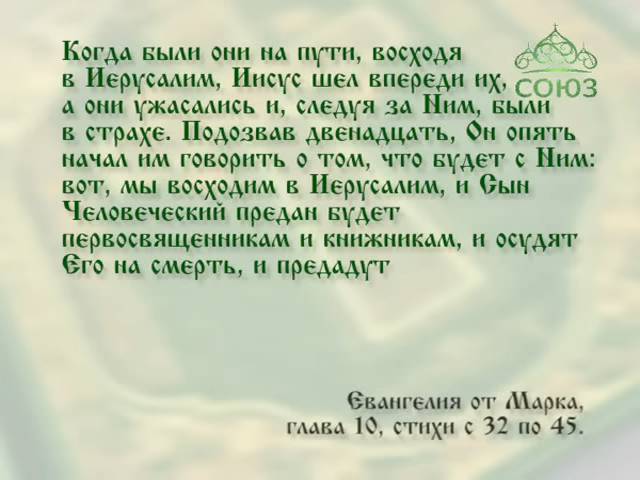 Когда были они на пути, восходя
в Иерусалим, Иисус шел впереди их,
а они ужасались и, следуя за Ним, были
в страхе. Подозвав двенадцать, Он опять
начал им говорить о том, что будет с Ним:
вот, мы восходим в Иерусалим, и Сын
Человеческий предан будет
первосвященникам и книжникам, и осудят
Его на смерть, и предадут
СОЮЗ
Евангелия от Марка,
глава 10, стихи с 32 по 45.